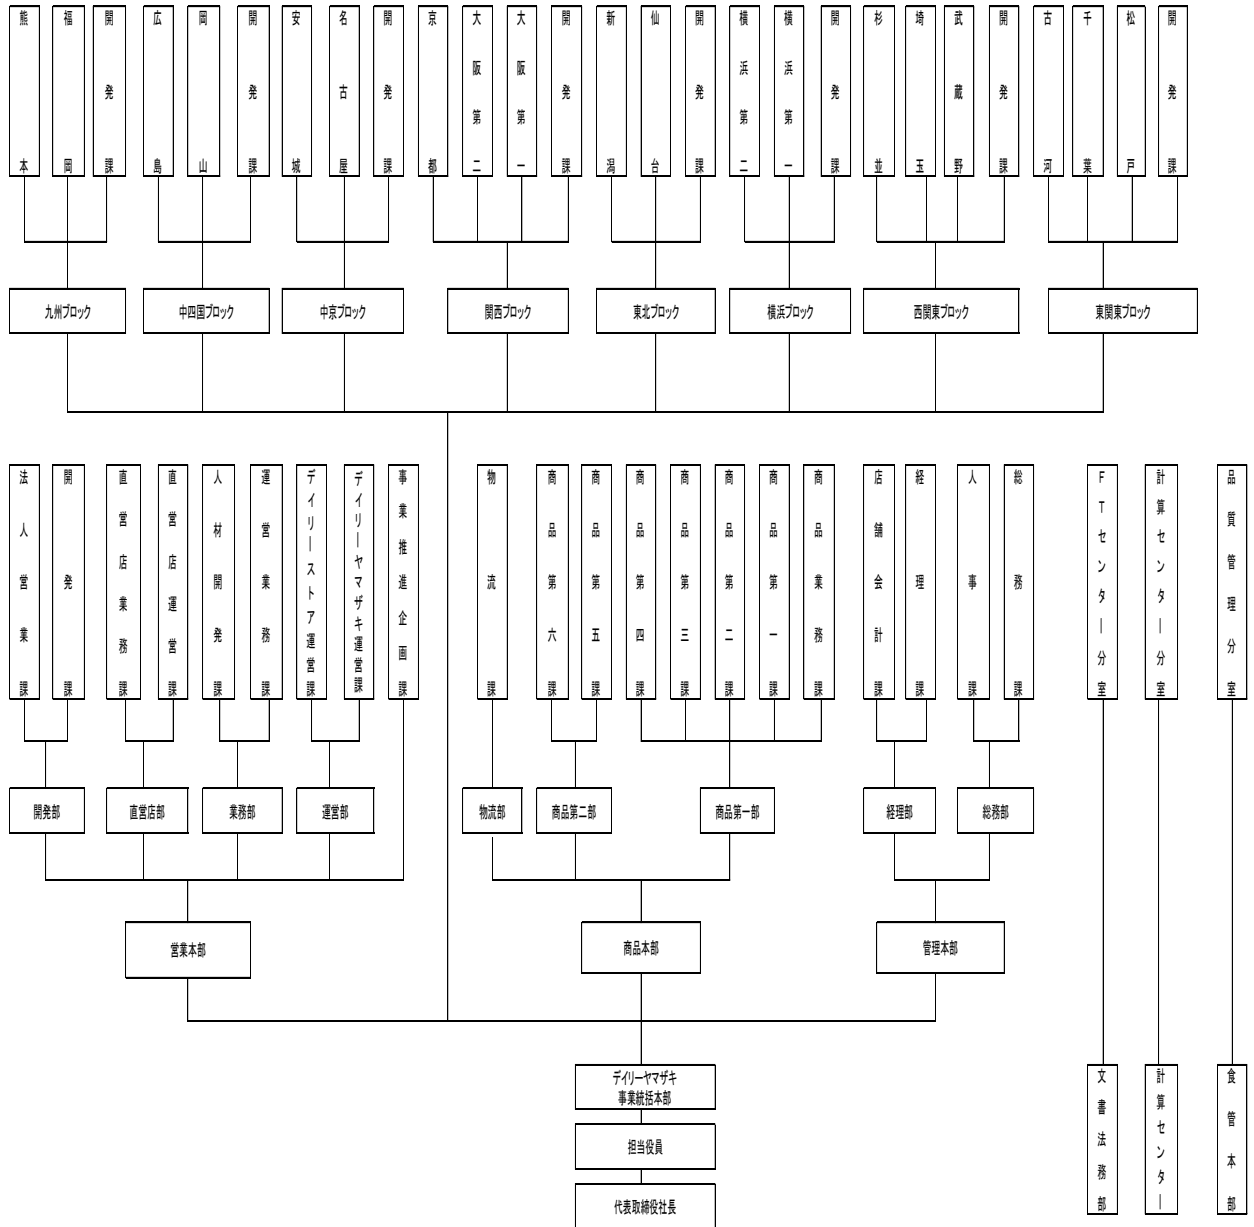 熊本
福岡
開発課
広島
岡山
開発課
安城
名古屋
開発課
京都
大阪第二
大阪第一
開発課
新潟
仙台
開発課
横浜第二
横浜第一
開発課
杉並
埼玉
武蔵野
開発課
古河
千葉
松戸
開発課
九州ブロック
中四国ブロック
中京ブロック
関西ブロック
東北ブロック
横浜ブロック
西関東ブロック
東関東ブロック
法人営業課
開発課
直営店業務課
直営店運営課
人材開発課
運営業務課
デイリーストア運営課
デイリーヤマザキ運営課
事業推進企画課
物流課
商品第六課
商品第五課
商品第四課
商品第三課
商品第二課
商品第一課
商品業務課
店舗会計課
経理課
人事課
総務課
FTセンター分室
計算センター分室
品質管理分室
開発部
直営店部
業務部
運営部
物流部
商品第二部
商品第一部
経理部
総務部
営業本部
商品本部
管理本部
デイリーヤマザキ
事業統括本部
担当役員
代表取締役社長
文書法務部
計算センター
食管本部